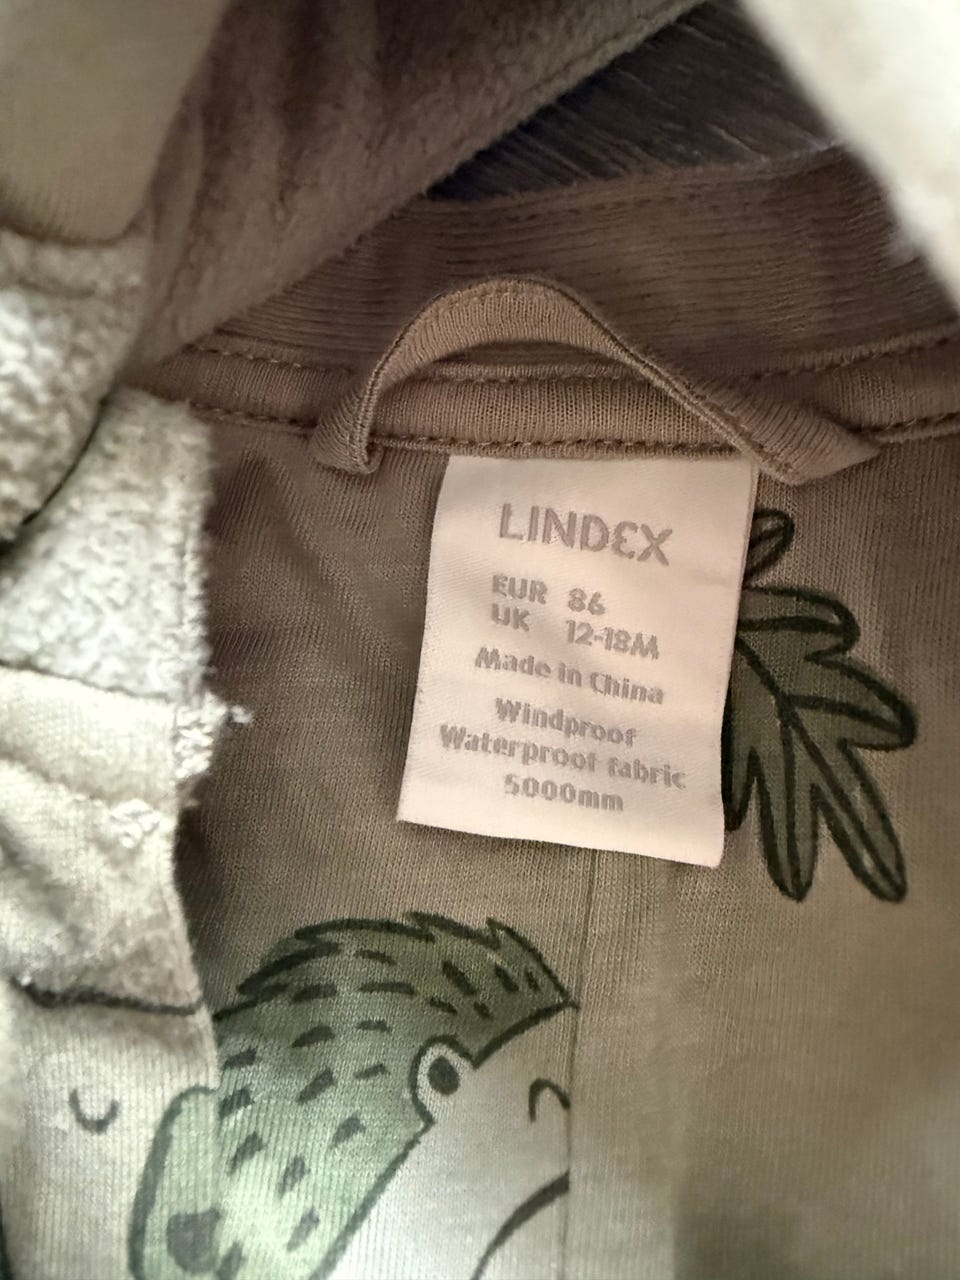 LINDEX
EUR 86
UK 12-18M
Made in China
Windproof
Waterproof fabric
5000mm